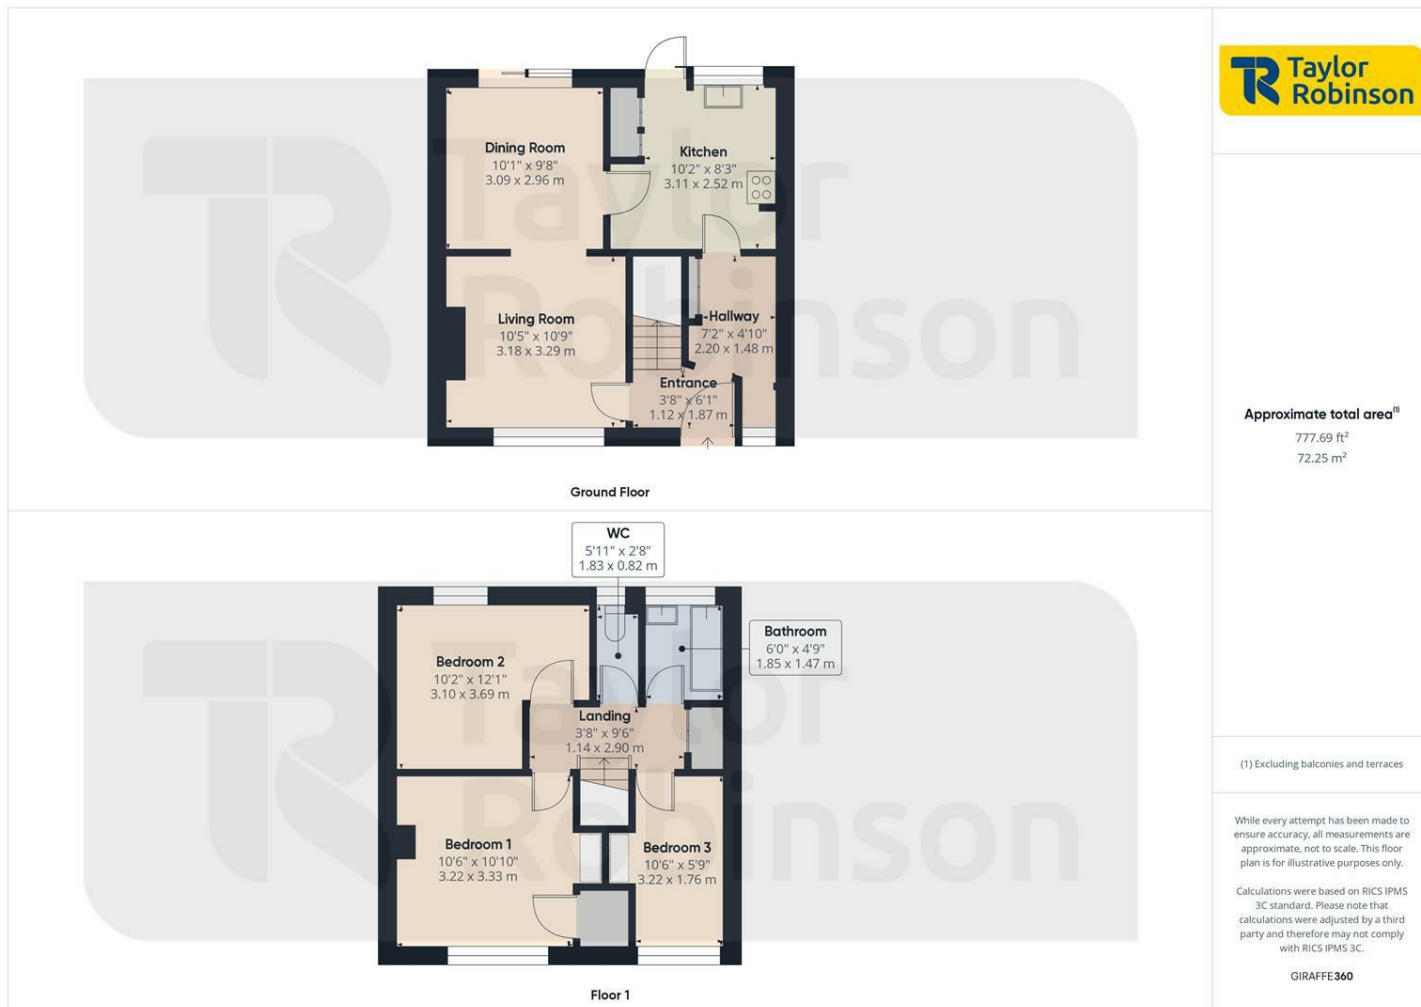 Taylor
Robinson
Dining Room
10'1" x 9'8"
3.09 x 2.96 m
Kitchen
10'2" x 8'3"
3.11 x 2.52 m
Living Room
10'5" x 10'9"
3.18 x 3.29 m
Hallway
7'2" x 4'10"
2.20 x 1.48 m
Entrance
3'8" x 6'1"
1.12 x 1.87 m
Ground Floor
Taylor
Robinson
WC
5'11" x 2'8"
1.83 x 0.82 m
Bathroom
6'0" x 4'9"
1.85 x 1.47 m
Bedroom 2
10'2" x 12'1"
3.10 x 3.69 m
Landing
3'8" x 9'6"
1.14 x 2.90 m
Bedroom 1
10'6" x 10'10"
3.22 x 3.33 m
Bedroom 3
10'6" x 5'9"
3.22 x 1.76 m
Floor 1
Taylor
Robinson
Approximate total area(1)
777.69 ft²
72.25 m²
(1) Excluding balconies and terraces
While every attempt has been made to
ensure accuracy, all measurements are
approximate, not to scale. This floor
plan is for illustrative purposes only.
Calculations were based on RICS IPMS
3C standard. Please note that
calculations were adjusted by a third
party and therefore may not comply
with RICS IPMS 3C.
GIRAFFE360